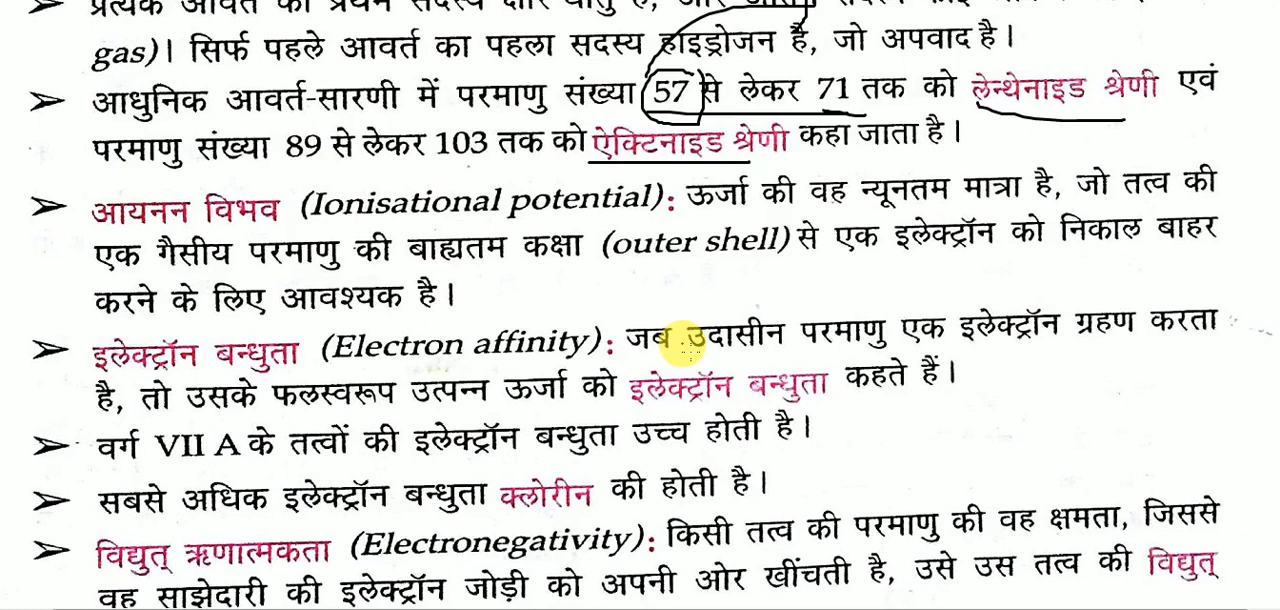 gas)। सिर्फ पहले आवर्त का पहला सदस्य हाइड्रोजन है, जो अपवाद है।
➢ आधुनिक आवर्त-सारणी में परमाणु संख्या 57 से लेकर 71 तक को लेन्थेनाइड श्रेणी एवं
परमाणु संख्या 89 से लेकर 103 तक को ऐक्टिनाइड श्रेणी कहा जाता है।
➢ आयनन विभव (Ionisational potential): ऊर्जा की वह न्यूनतम मात्रा है, जो तत्व की
एक गैसीय परमाणु की बाह्यतम कक्षा (outer shell) से एक इलेक्ट्रॉन को निकाल बाहर
करने के लिए आवश्यक है।
➢ इलेक्ट्रॉन बन्धुता (Electron affinity): जब उदासीन परमाणु एक इलेक्ट्रॉन ग्रहण करता
है, तो उसके फलस्वरूप उत्पन्न ऊर्जा को इलेक्ट्रॉन बन्धुता कहते हैं।
➢ वर्ग VII A के तत्वों की इलेक्ट्रॉन बन्धुता उच्च होती है।
➢ सबसे अधिक इलेक्ट्रॉन बन्धुता क्लोरीन की होती है।
➢ विद्युत् ऋणात्मकता (Electronegativity): किसी तत्व की परमाणु की वह क्षमता, जिससे
वह साझेदारी की इलेक्ट्रॉन जोड़ी को अपनी ओर खींचती है, उसे उस तत्व की विद्युत्